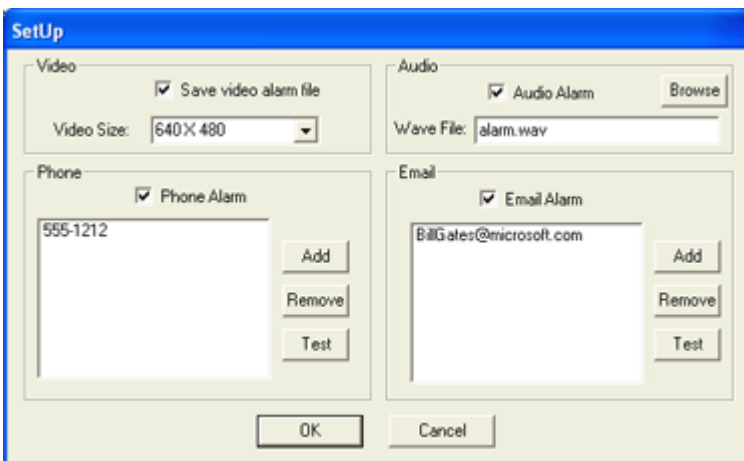 SetUp
Video
Save video alarm file
Video Size: 640 X 480
Audio
Audio Alarm
Browse
Wave File: alarm.wav
Phone
Phone Alarm
555-1212
Add
Remove
Test
Email
Email Alarm
BillGates@microsoft.com
Add
Remove
Test
OK
Cancel